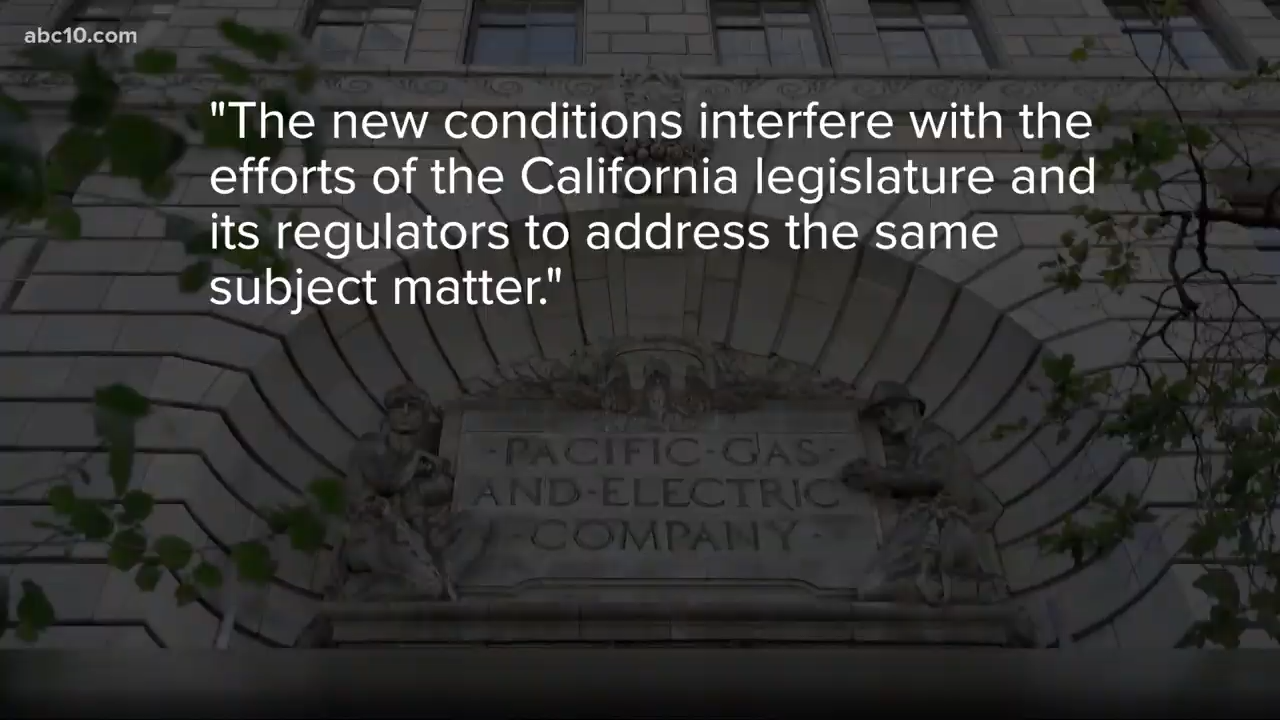 abc10.com
"The new conditions interfere with the
efforts of the California legislature and
its regulators to address the same
subject matter."
·PACIFIC·GAS·
AND·ELECTRIC
·COMPANY·